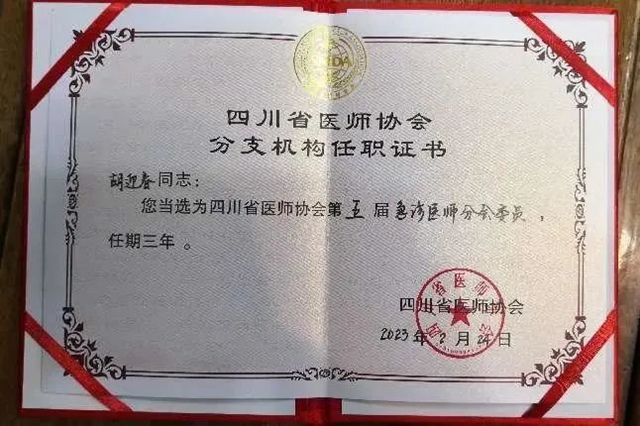 四川省医师协会
分支机构任职证书
胡迎春同志：
您当选为四川省医师协会第五届急诊医师分会委员，
任期三年。
四川省医师协会
2023年2月24日